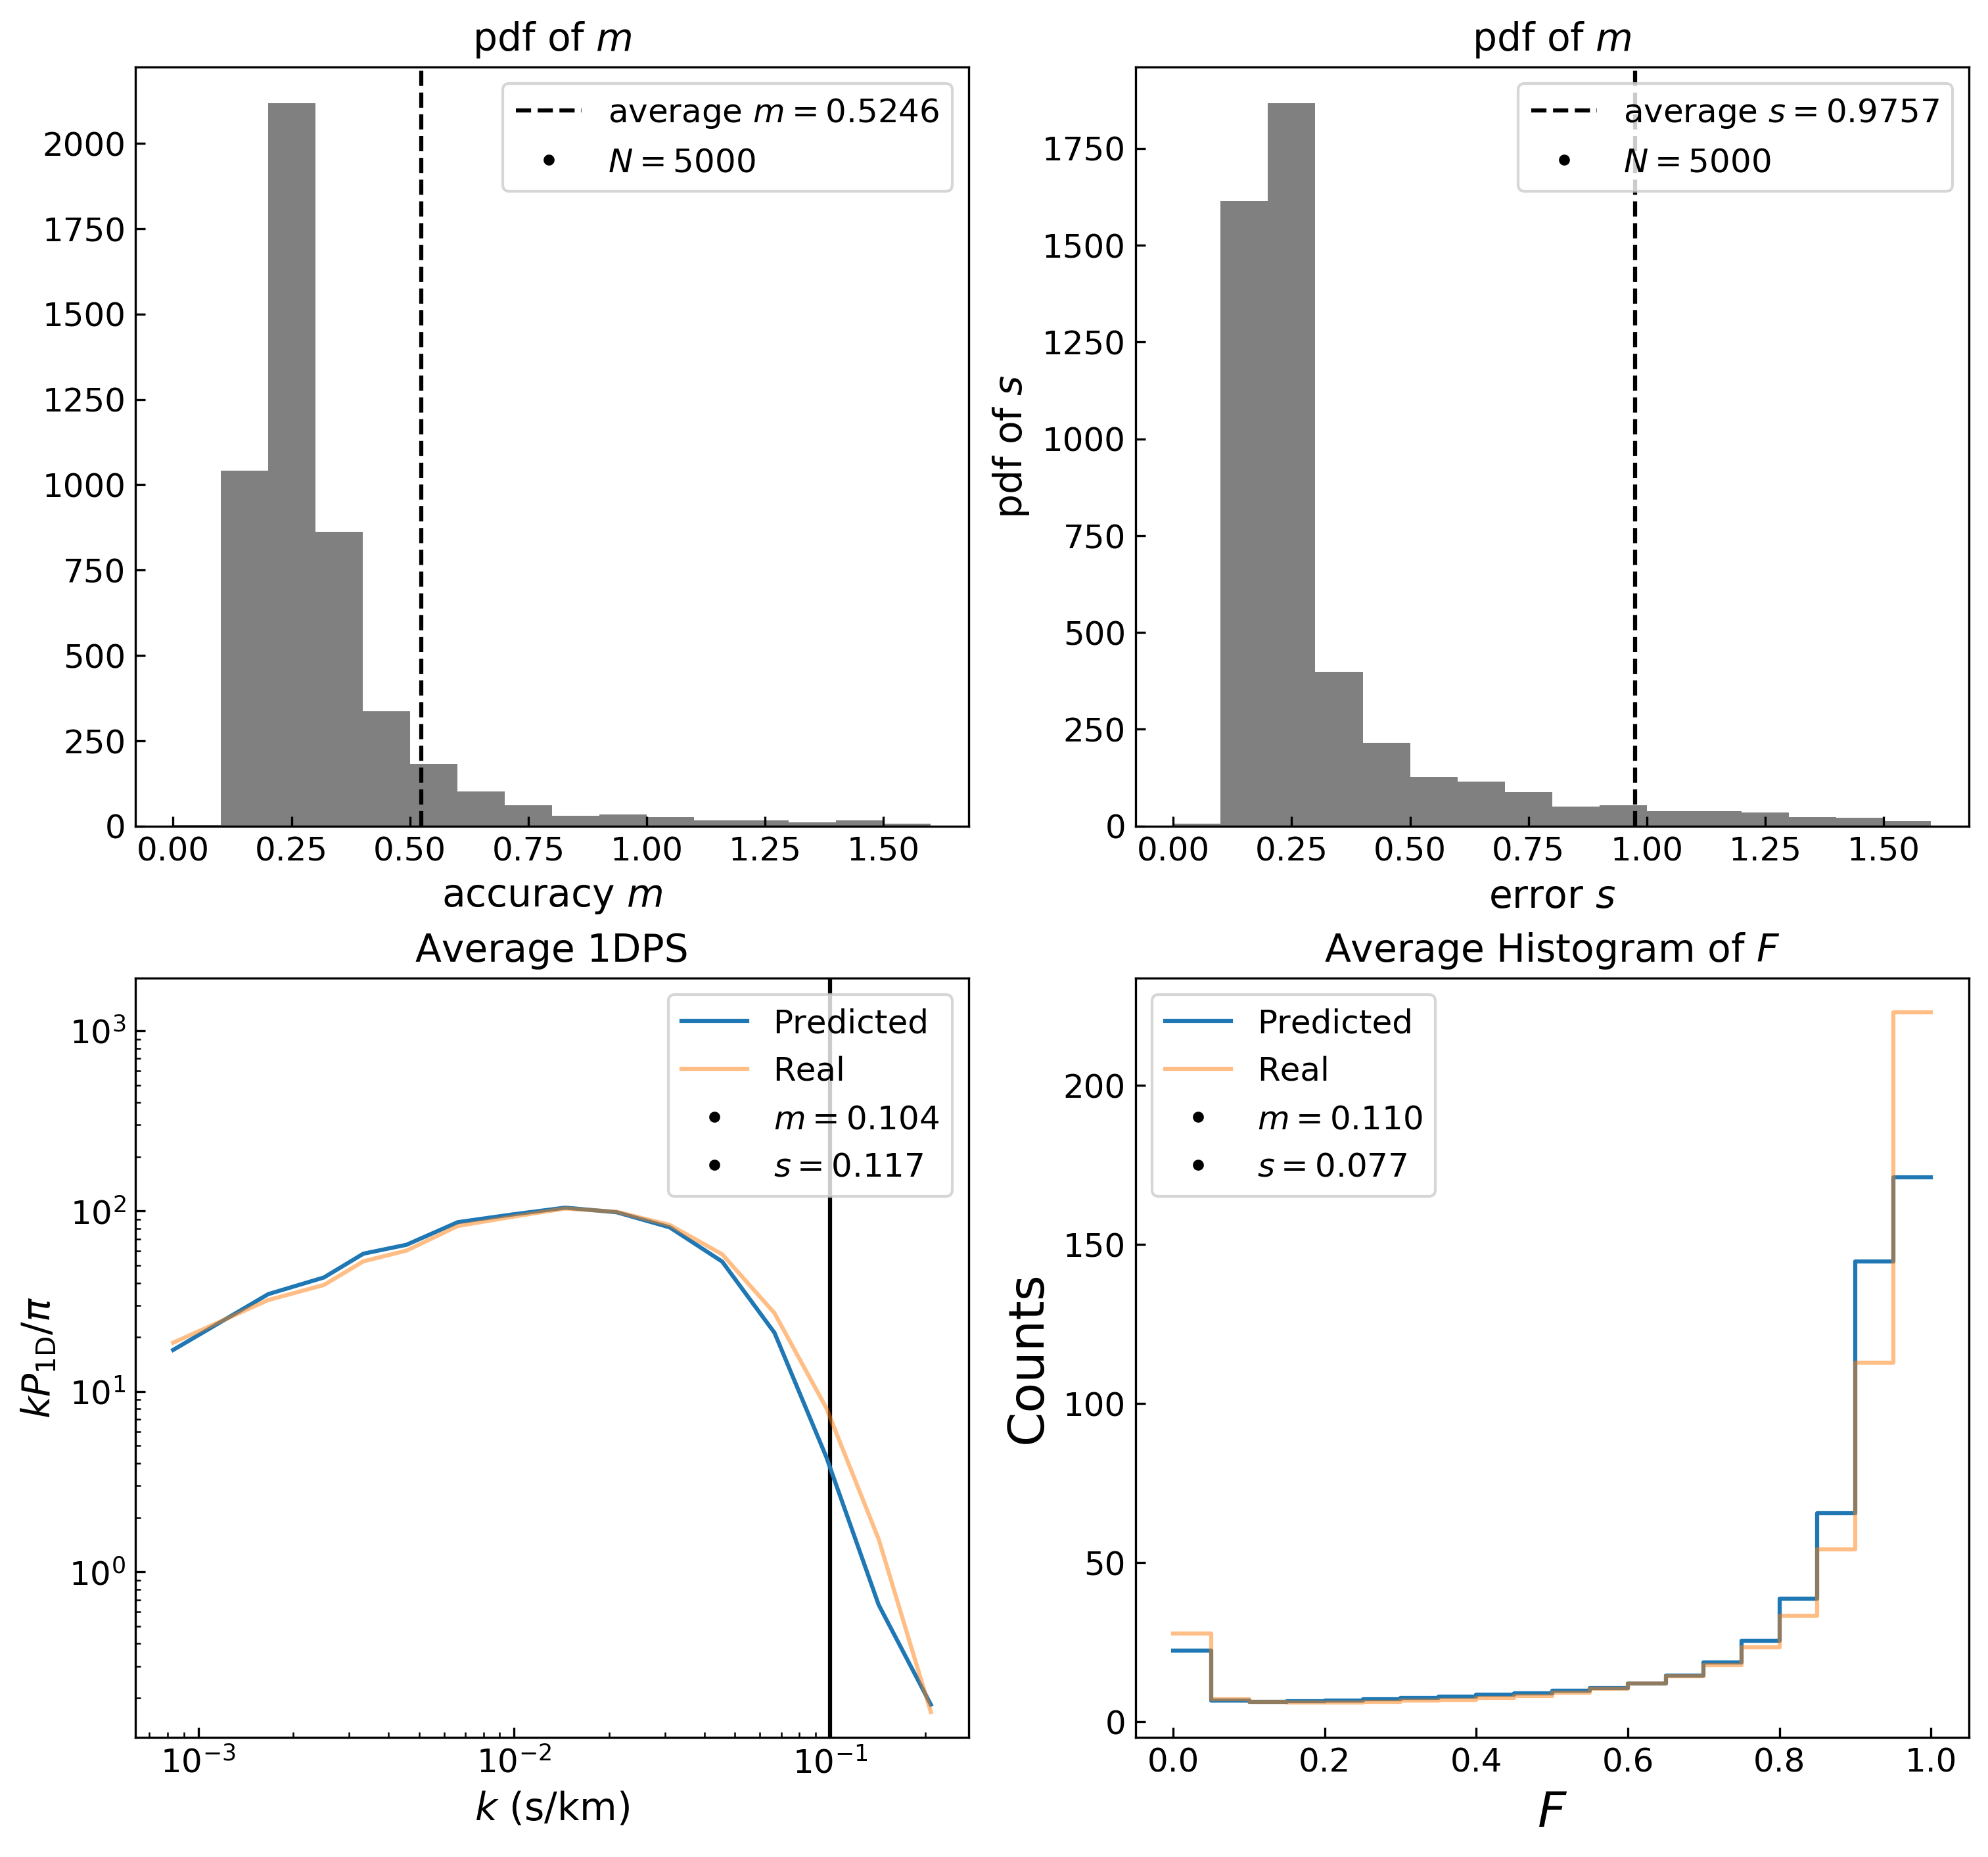 pdf of m
average m = 0.5246
N = 5000
2000
1750
1500
1250
1000
750
500
250
0
0.00 0.25 0.50 0.75 1.00 1.25 1.50
accuracy m
pdf of m
average s = 0.9757
N = 5000
pdf of s
1750
1500
1250
1000
750
500
250
0
0.00 0.25 0.50 0.75 1.00 1.25 1.50
error s
Average 1DPS
Predicted
Real
m = 0.104
s = 0.117
kP₁D/π
10³
10²
10¹
10⁰
10⁻³ 10⁻² 10⁻¹
k (s/km)
Average Histogram of F
Predicted
Real
m = 0.110
s = 0.077
Counts
200
150
100
50
0
0.0 0.2 0.4 0.6 0.8 1.0
F